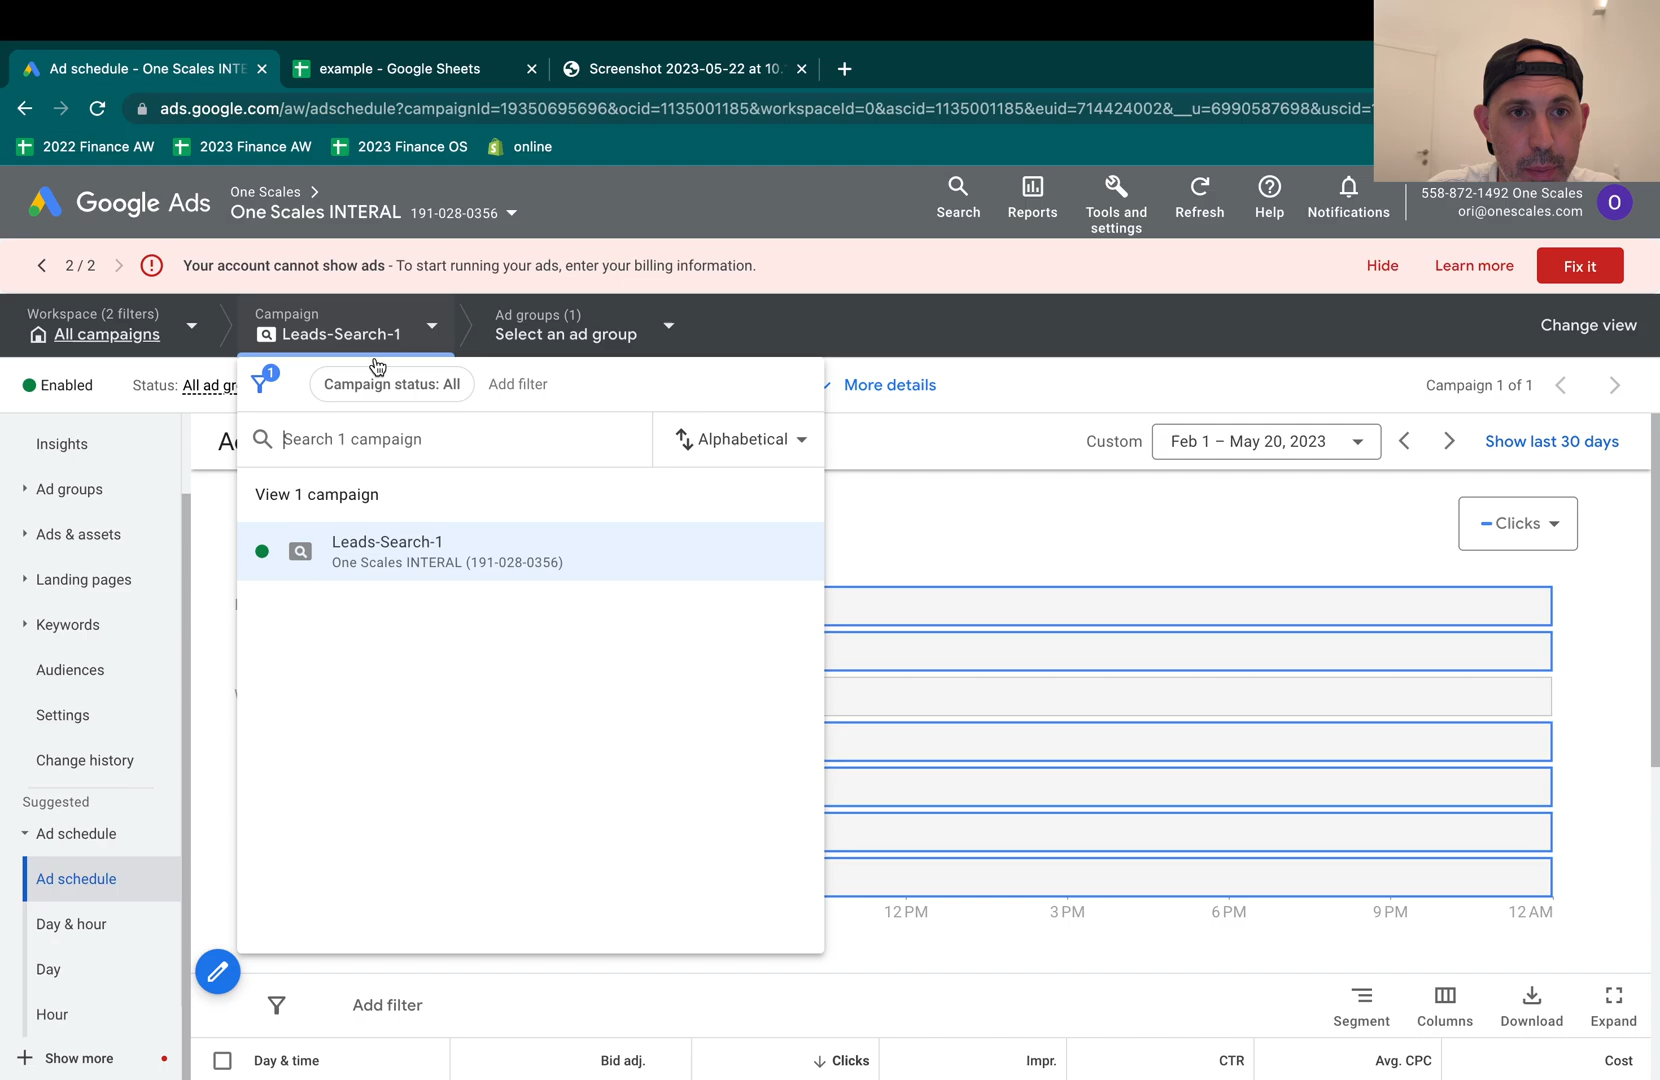 Ad schedule - One Scales INTE
example - Google Sheets
Screenshot 2023-05-22 at 10.
ads.google.com/aw/adschedule?campaignId=19350695696&ocid=1135001185&workspaceId=0&ascid=1135001185&euid=714424002&__u=6990587698&uscid=
2022 Finance AW
2023 Finance AW
2023 Finance OS
online
Google Ads
One Scales
One Scales INTERAL 191-028-0356
Search
Reports
Tools and
settings
Refresh
Help
Notifications
558-872-1492 One Scales
ori@onescales.com
O
2 / 2
Your account cannot show ads - To start running your ads, enter your billing information.
Hide
Learn more
Fix it
Workspace (2 filters)
All campaigns
Campaign
Leads-Search-1
Ad groups (1)
Select an ad group
Change view
Enabled
Status: All ad gr
1
Campaign status: All
Add filter
More details
Campaign 1 of 1
Search 1 campaign
Alphabetical
Custom
Feb 1 – May 20, 2023
Show last 30 days
View 1 campaign
Leads-Search-1
One Scales INTERAL (191-028-0356)
Clicks
Insights
Ad groups
Ads & assets
Landing pages
Keywords
Audiences
Settings
Change history
Suggested
Ad schedule
Ad schedule
Day & hour
Day
Hour
Show more
12 PM
3 PM
6 PM
9 PM
12 AM
Add filter
Segment
Columns
Download
Expand
Day & time
Bid adj.
Clicks
Impr.
CTR
Avg. CPC
Cost